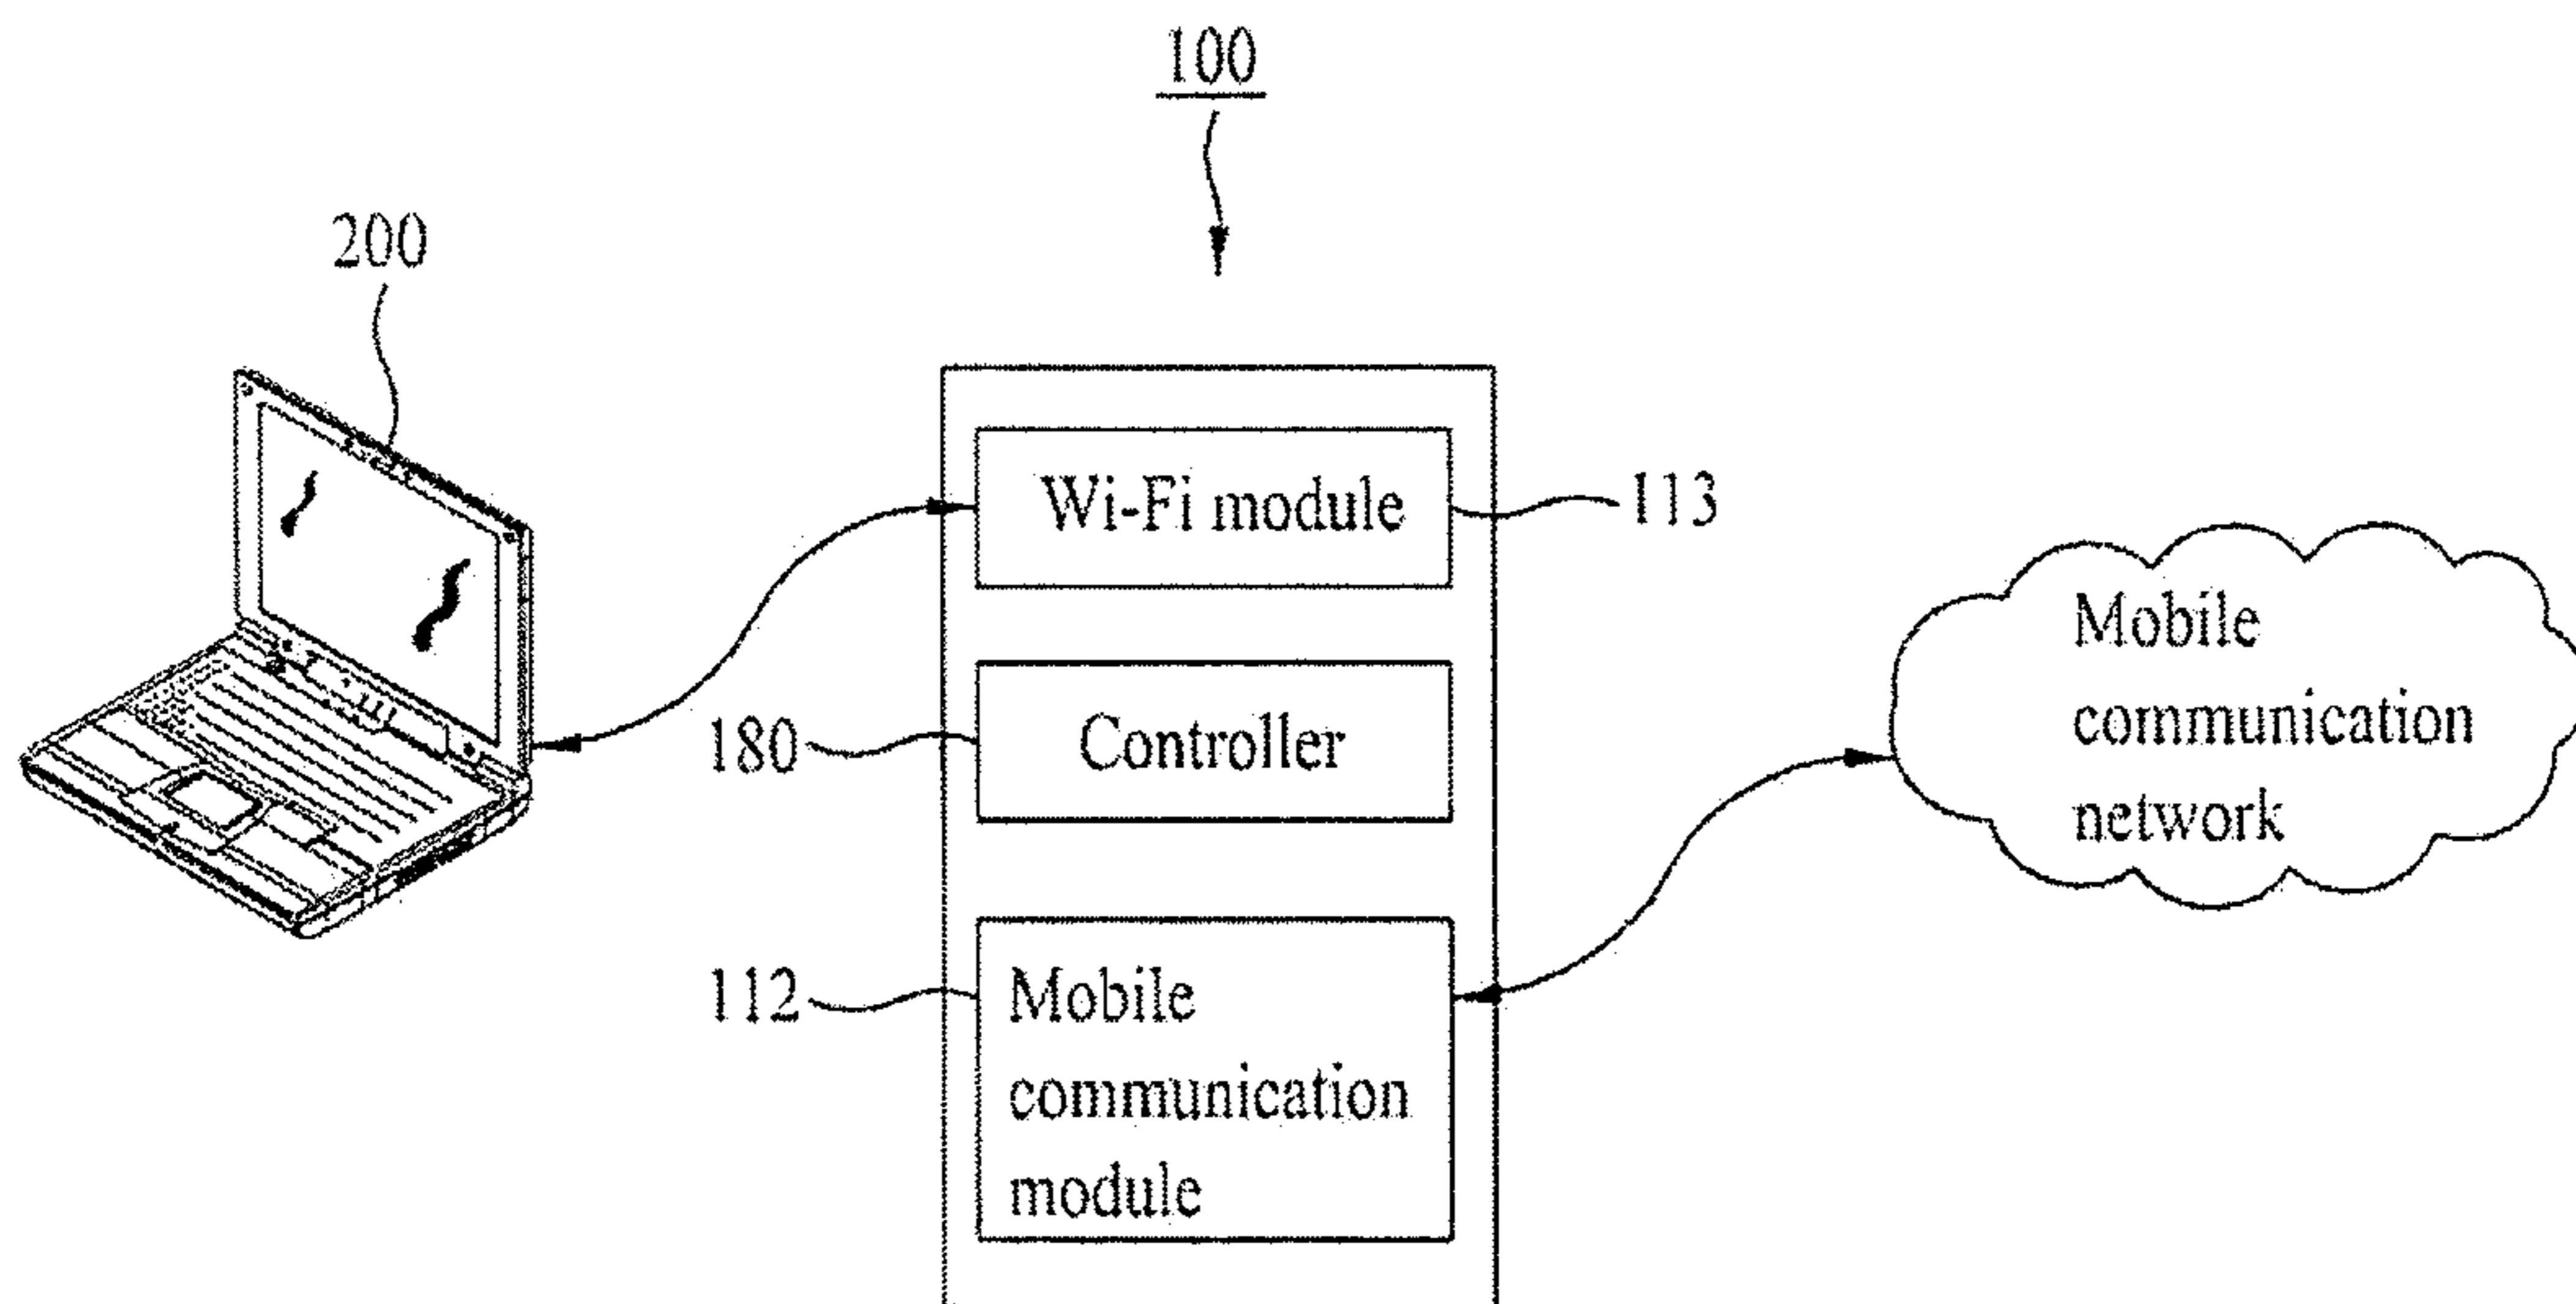 100
200
Wi-Fi module
113
Mobile
communication
network
180
Controller
112
Mobile
communication
module